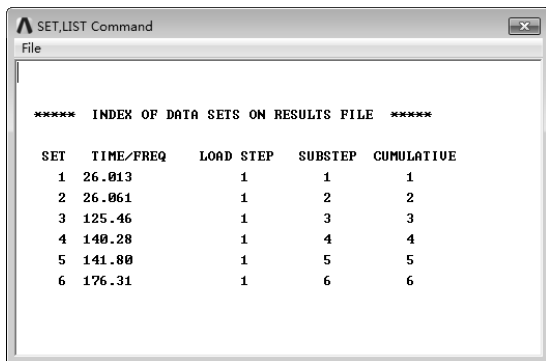 SET,LIST Command
File
***** INDEX OF DATA SETS ON RESULTS FILE *****
SET TIME/FREQ LOAD STEP SUBSTEP CUMULATIVE
1 26.013 1 1 1
2 26.061 1 2 2
3 125.46 1 3 3
4 140.28 1 4 4
5 141.80 1 5 5
6 176.31 1 6 6